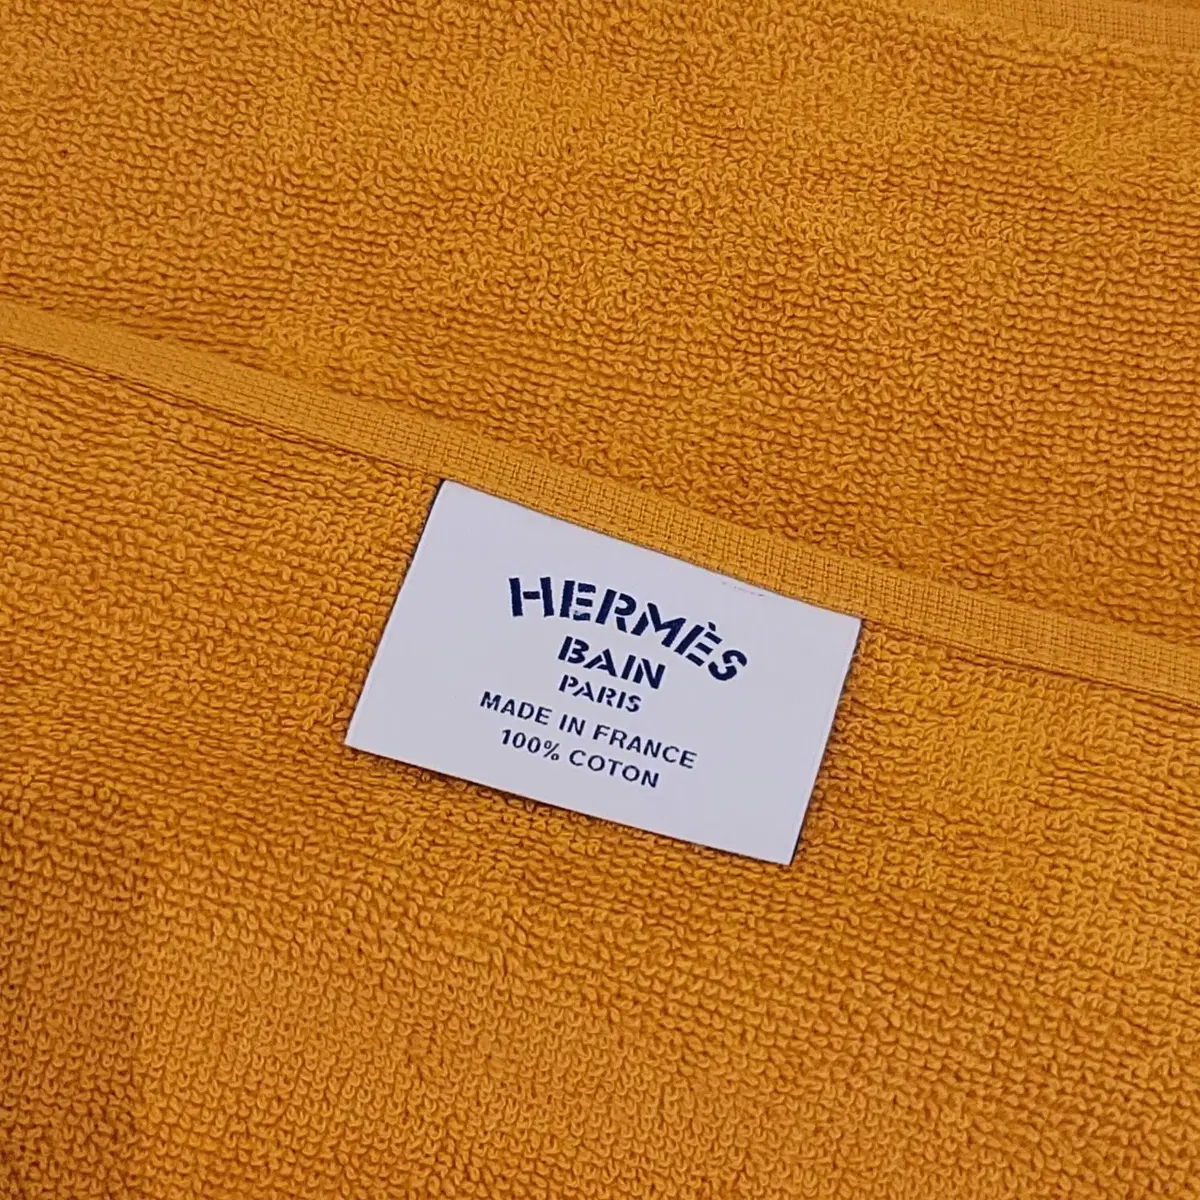 HERMÈS
BAIN
PARIS
MADE IN FRANCE
100% COTON